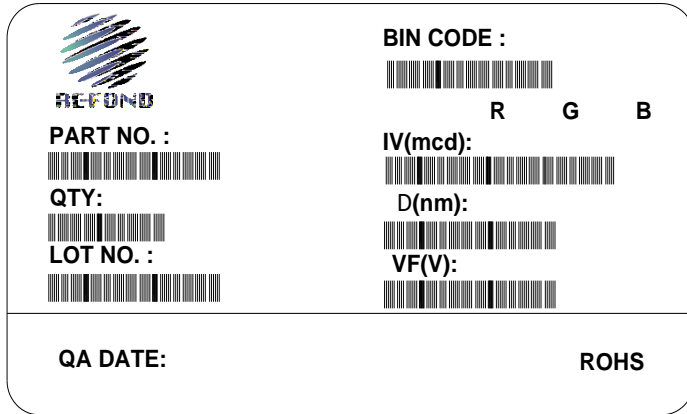 REFOND
BIN CODE :
R G B
PART NO. :
IV(mcd):
QTY:
D(nm):
LOT NO. :
VF(V):
QA DATE:
ROHS